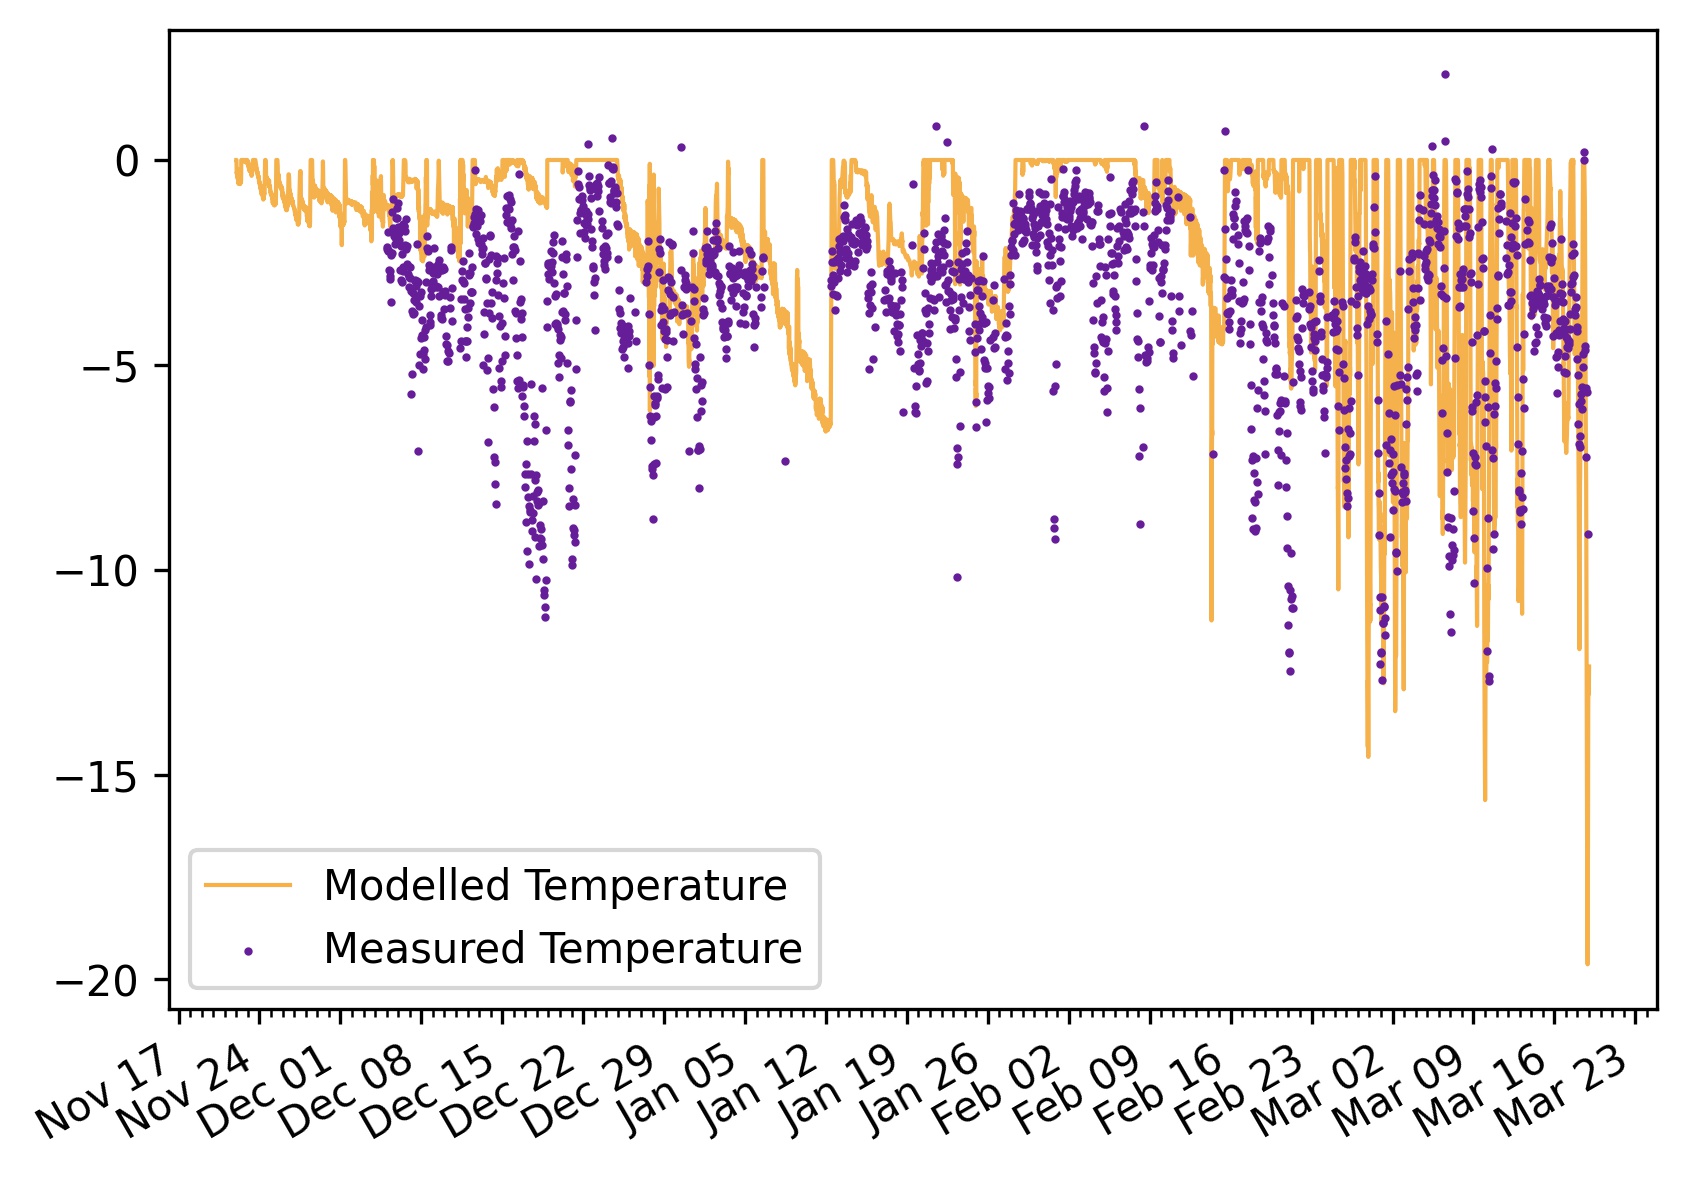 0
−5
−10
−15
−20
Modelled Temperature
Measured Temperature
Nov 17
Nov 24
Dec 01
Dec 08
Dec 15
Dec 22
Dec 29
Jan 05
Jan 12
Jan 19
Jan 26
Feb 02
Feb 09
Feb 16
Feb 23
Mar 02
Mar 09
Mar 16
Mar 23